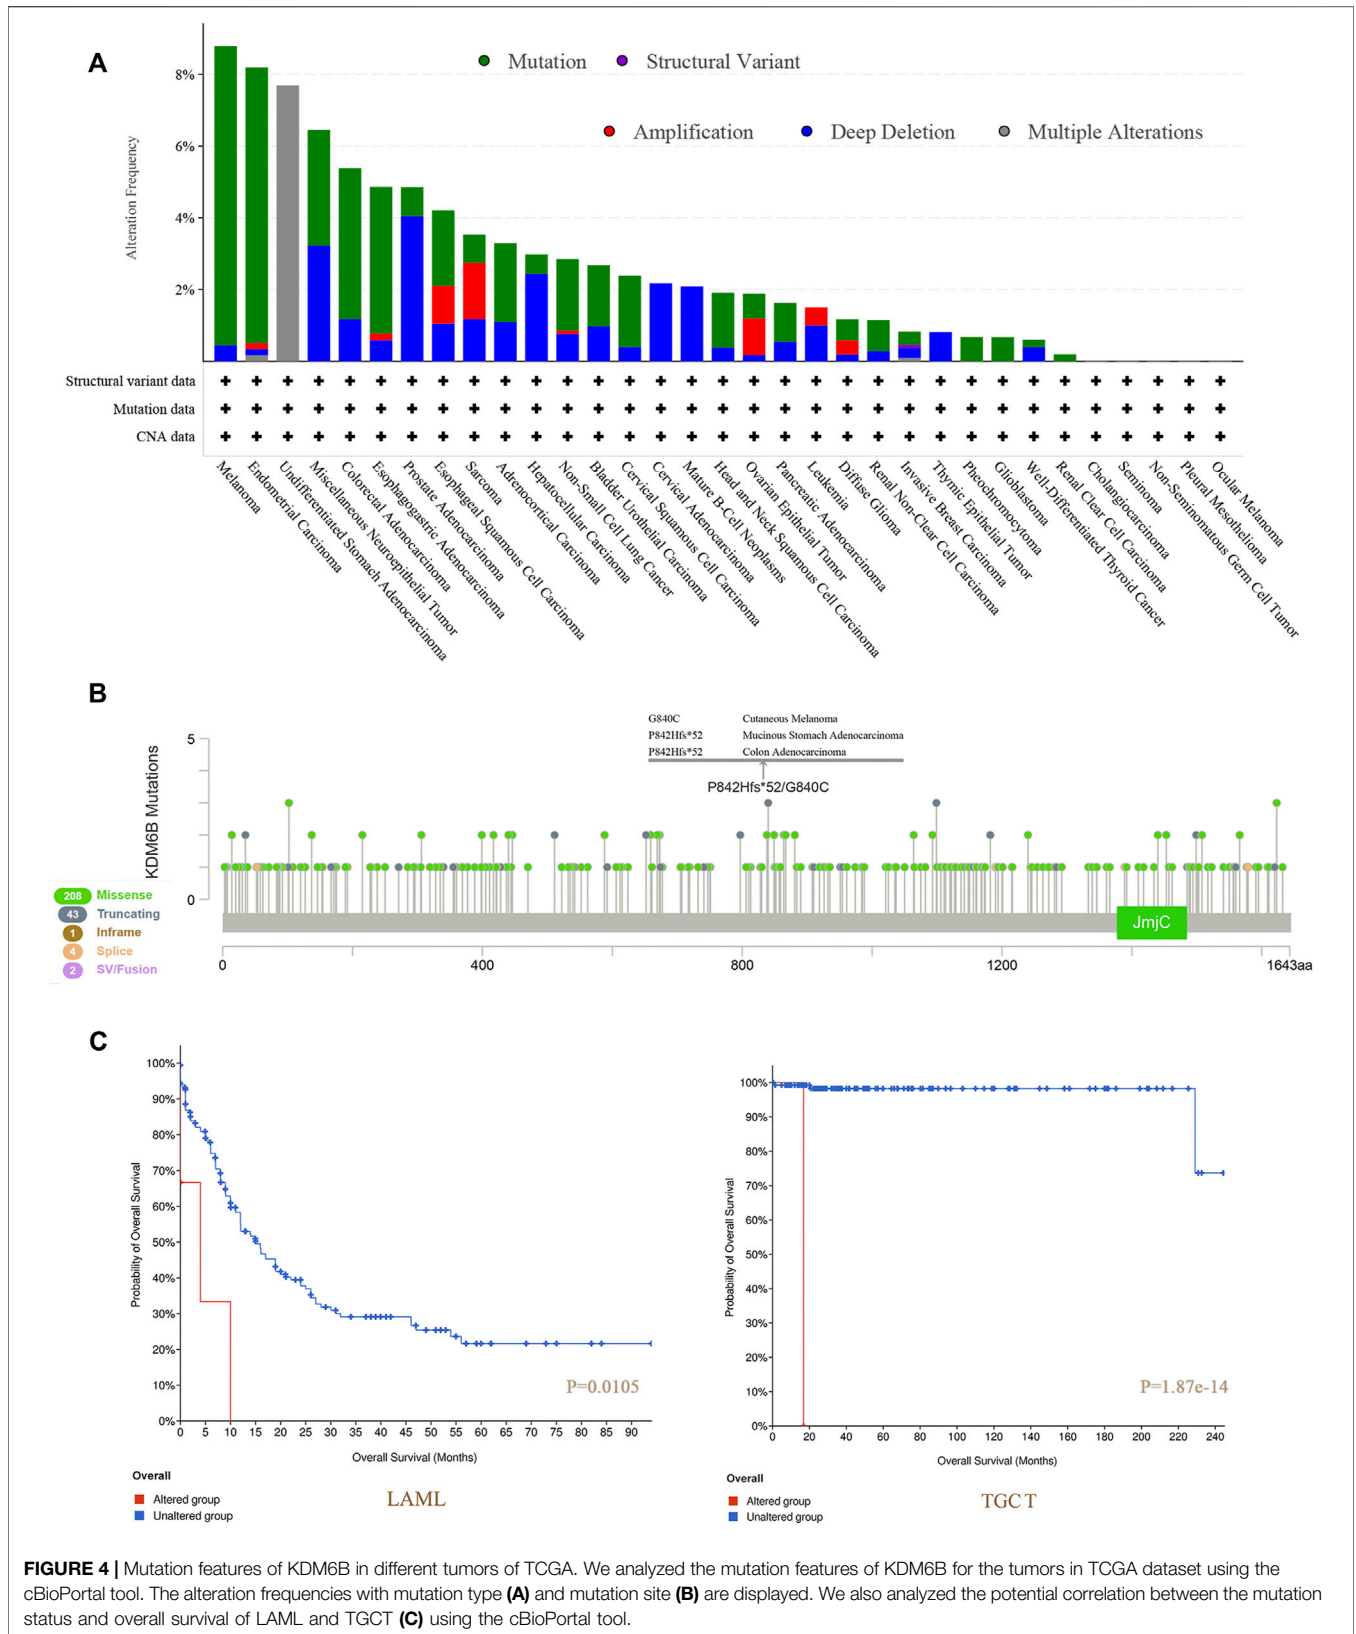 A
Mutation
Structural Variant
Amplification
Deep Deletion
Multiple Alterations
Alteration Frequency
8%
6%
4%
2%
Structural variant data
Mutation data
CNA data
Melanoma
Endometrial Carcinoma
Undifferentiated Stomach Adenocarcinoma
Miscellaneous Neuroepithelial Tumor
Colorectal Adenocarcinoma
Esophagogastric Adenocarcinoma
Prostate Adenocarcinoma
Esophageal Squamous Cell Carcinoma
Sarcoma
Adrenocortical Carcinoma
Hepatocellular Carcinoma
Non-Small Cell Lung Cancer
Bladder Urothelial Carcinoma
Cervical Squamous Cell Carcinoma
Cervical Adenocarcinoma
Mature B-Cell Neoplasms
Head and Neck Squamous Cell Carcinoma
Ovarian Epithelial Tumor
Pancreatic Adenocarcinoma
Leukemia
Diffuse Glioma
Renal Non-Clear Cell Carcinoma
Invasive Breast Carcinoma
Thymic Epithelial Tumor
Pheochromocytoma
Glioblastoma
Well-Differentiated Thyroid Cancer
Renal Clear Cell Carcinoma
Cholangiocarcinoma
Seminoma
Non-Seminomatous Germ Cell Tumor
Pleural Mesothelioma
Ocular Melanoma
B
G840C Cutaneous Melanoma
P842Hfs*52 Mucinous Stomach Adenocarcinoma
P842Hfs*52 Colon Adenocarcinoma
P842Hfs*52/G840C
KDM6B Mutations
5
0
208 Missense
43 Truncating
1 Inframe
4 Splice
2 SV/Fusion
JmjC
0 400 800 1200 1643aa
C
Probability of Overall Survival
100%
90%
80%
70%
60%
50%
40%
30%
20%
10%
0%
P=0.0105
0 5 10 15 20 25 30 35 40 45 50 55 60 65 70 75 80 85 90
Overall Survival (Months)
Overall
Altered group
Unaltered group
LAML
Probability of Overall Survival
100%
90%
80%
70%
60%
50%
40%
30%
20%
10%
0%
P=1.87e-14
0 20 40 60 80 100 120 140 160 180 200 220 240
Overall Survival (Months)
Overall
Altered group
Unaltered group
TGCT
FIGURE 4 | Mutation features of KDM6B in different tumors of TCGA. We analyzed the mutation features of KDM6B for the tumors in TCGA dataset using the
cBioPortal tool. The alteration frequencies with mutation type (A) and mutation site (B) are displayed. We also analyzed the potential correlation between the mutation
status and overall survival of LAML and TGCT (C) using the cBioPortal tool.